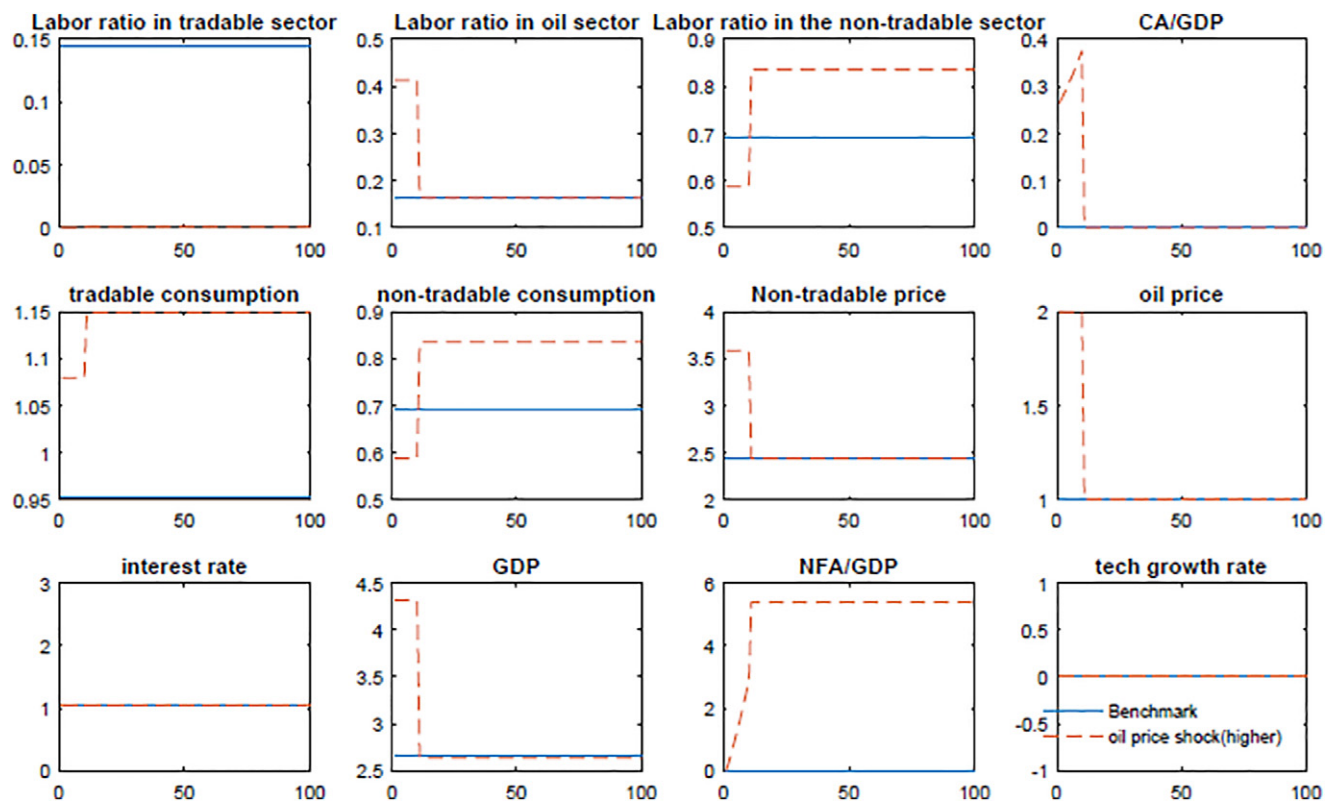 Labor ratio in tradable sector
0.15
0.1
0.05
0
0 50 100
Labor ratio in oil sector
0.5
0.4
0.3
0.2
0.1
0 50 100
Labor ratio in the non-tradable sector
0.9
0.8
0.7
0.6
0.5
0 50 100
CA/GDP
0.4
0.3
0.2
0.1
0
0 50 100
tradable consumption
1.15
1.1
1.05
1
0.95
0 50 100
non-tradable consumption
0.9
0.8
0.7
0.6
0.5
0 50 100
Non-tradable price
4
3.5
3
2.5
2
0 50 100
oil price
2
1.5
1
0 50 100
interest rate
3
2
1
0
0 50 100
GDP
4.5
4
3.5
3
2.5
0 50 100
NFA/GDP
6
4
2
0
0 50 100
tech growth rate
1
0.5
0
-0.5
-1
0 50 100
Benchmark
oil price shock(higher)